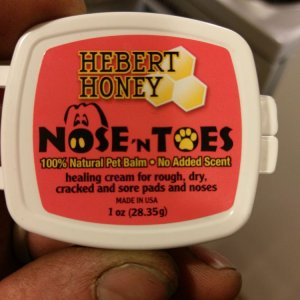 HEBERT
HONEY
NOSE 'N TOES
100% Natural Pet Balm • No Added Scent
healing cream for rough, dry,
cracked and sore pads and noses
MADE IN USA
1 oz (28.35g)